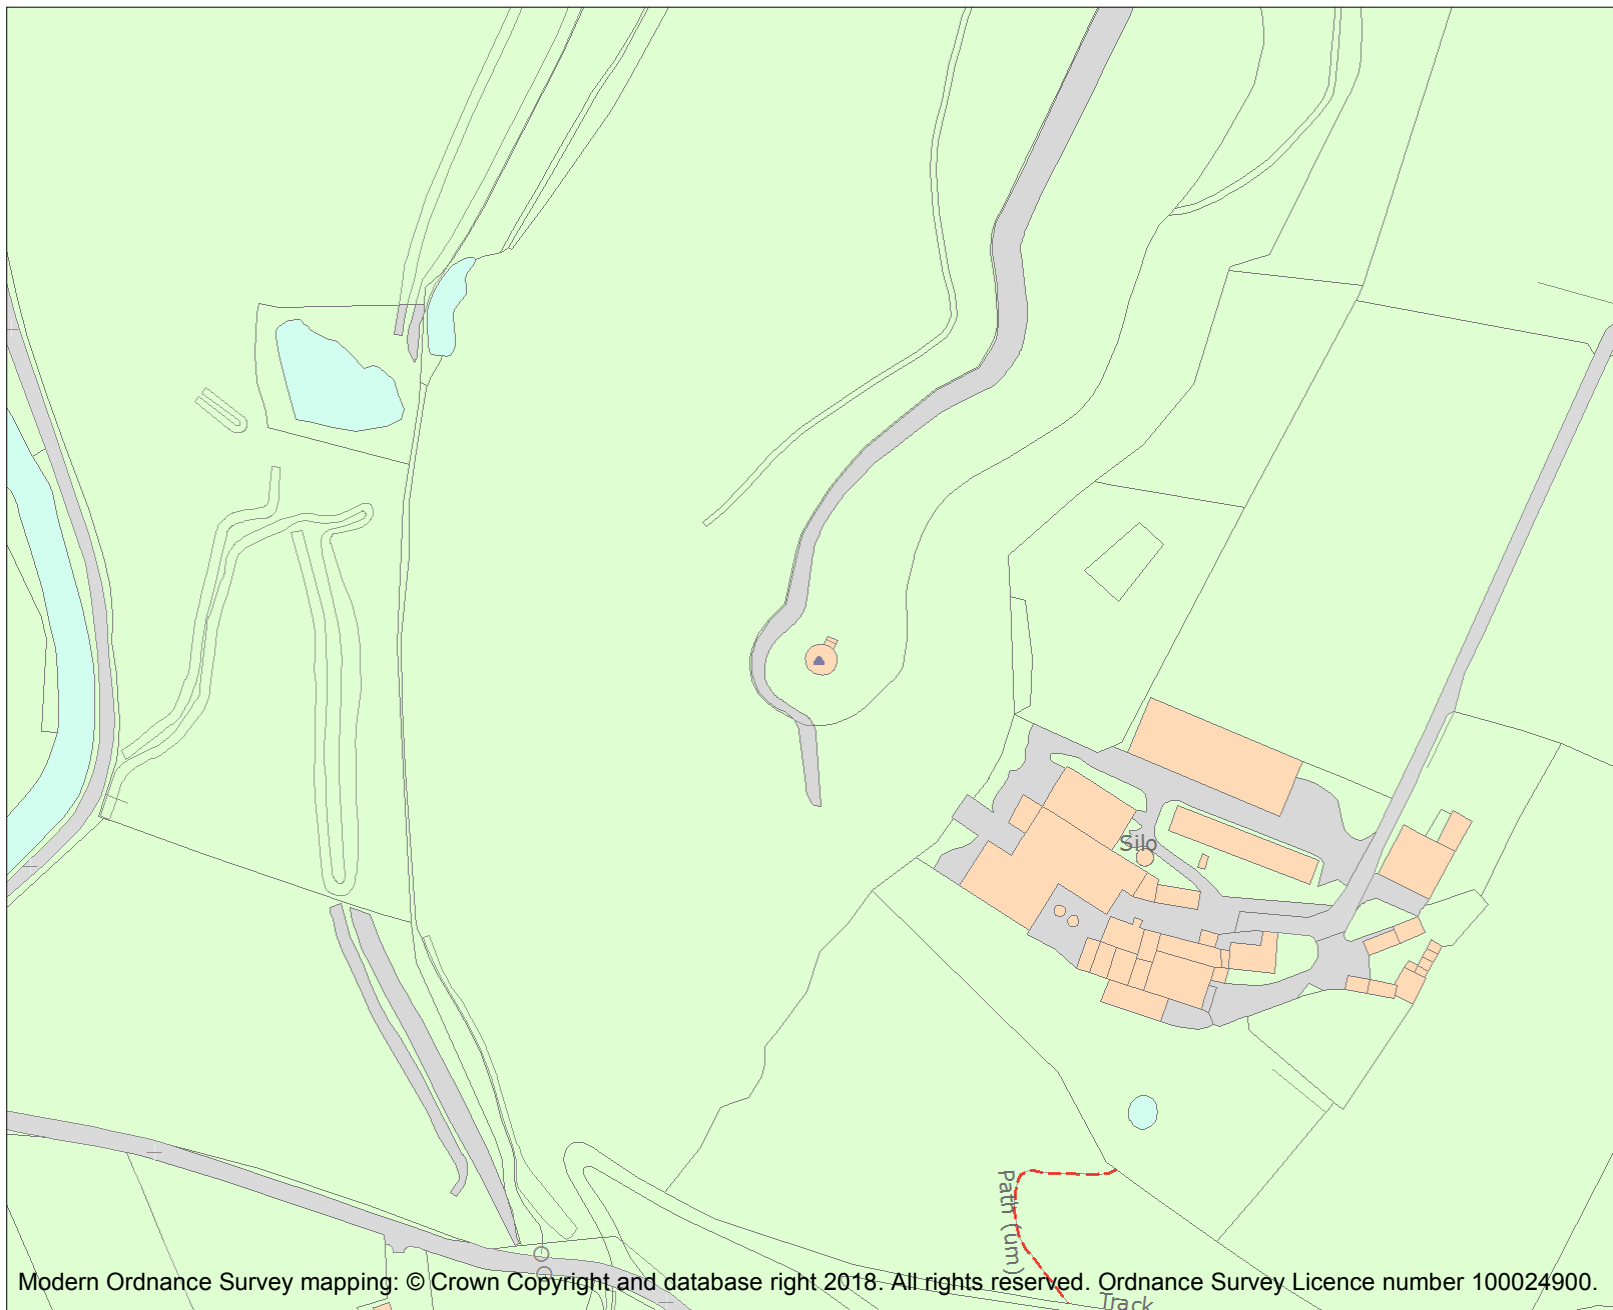 Silo
Path (um)
Modern Ordnance Survey mapping: © Crown Copyright and database right 2018. All rights reserved. Ordnance Survey Licence number 100024900.
Track